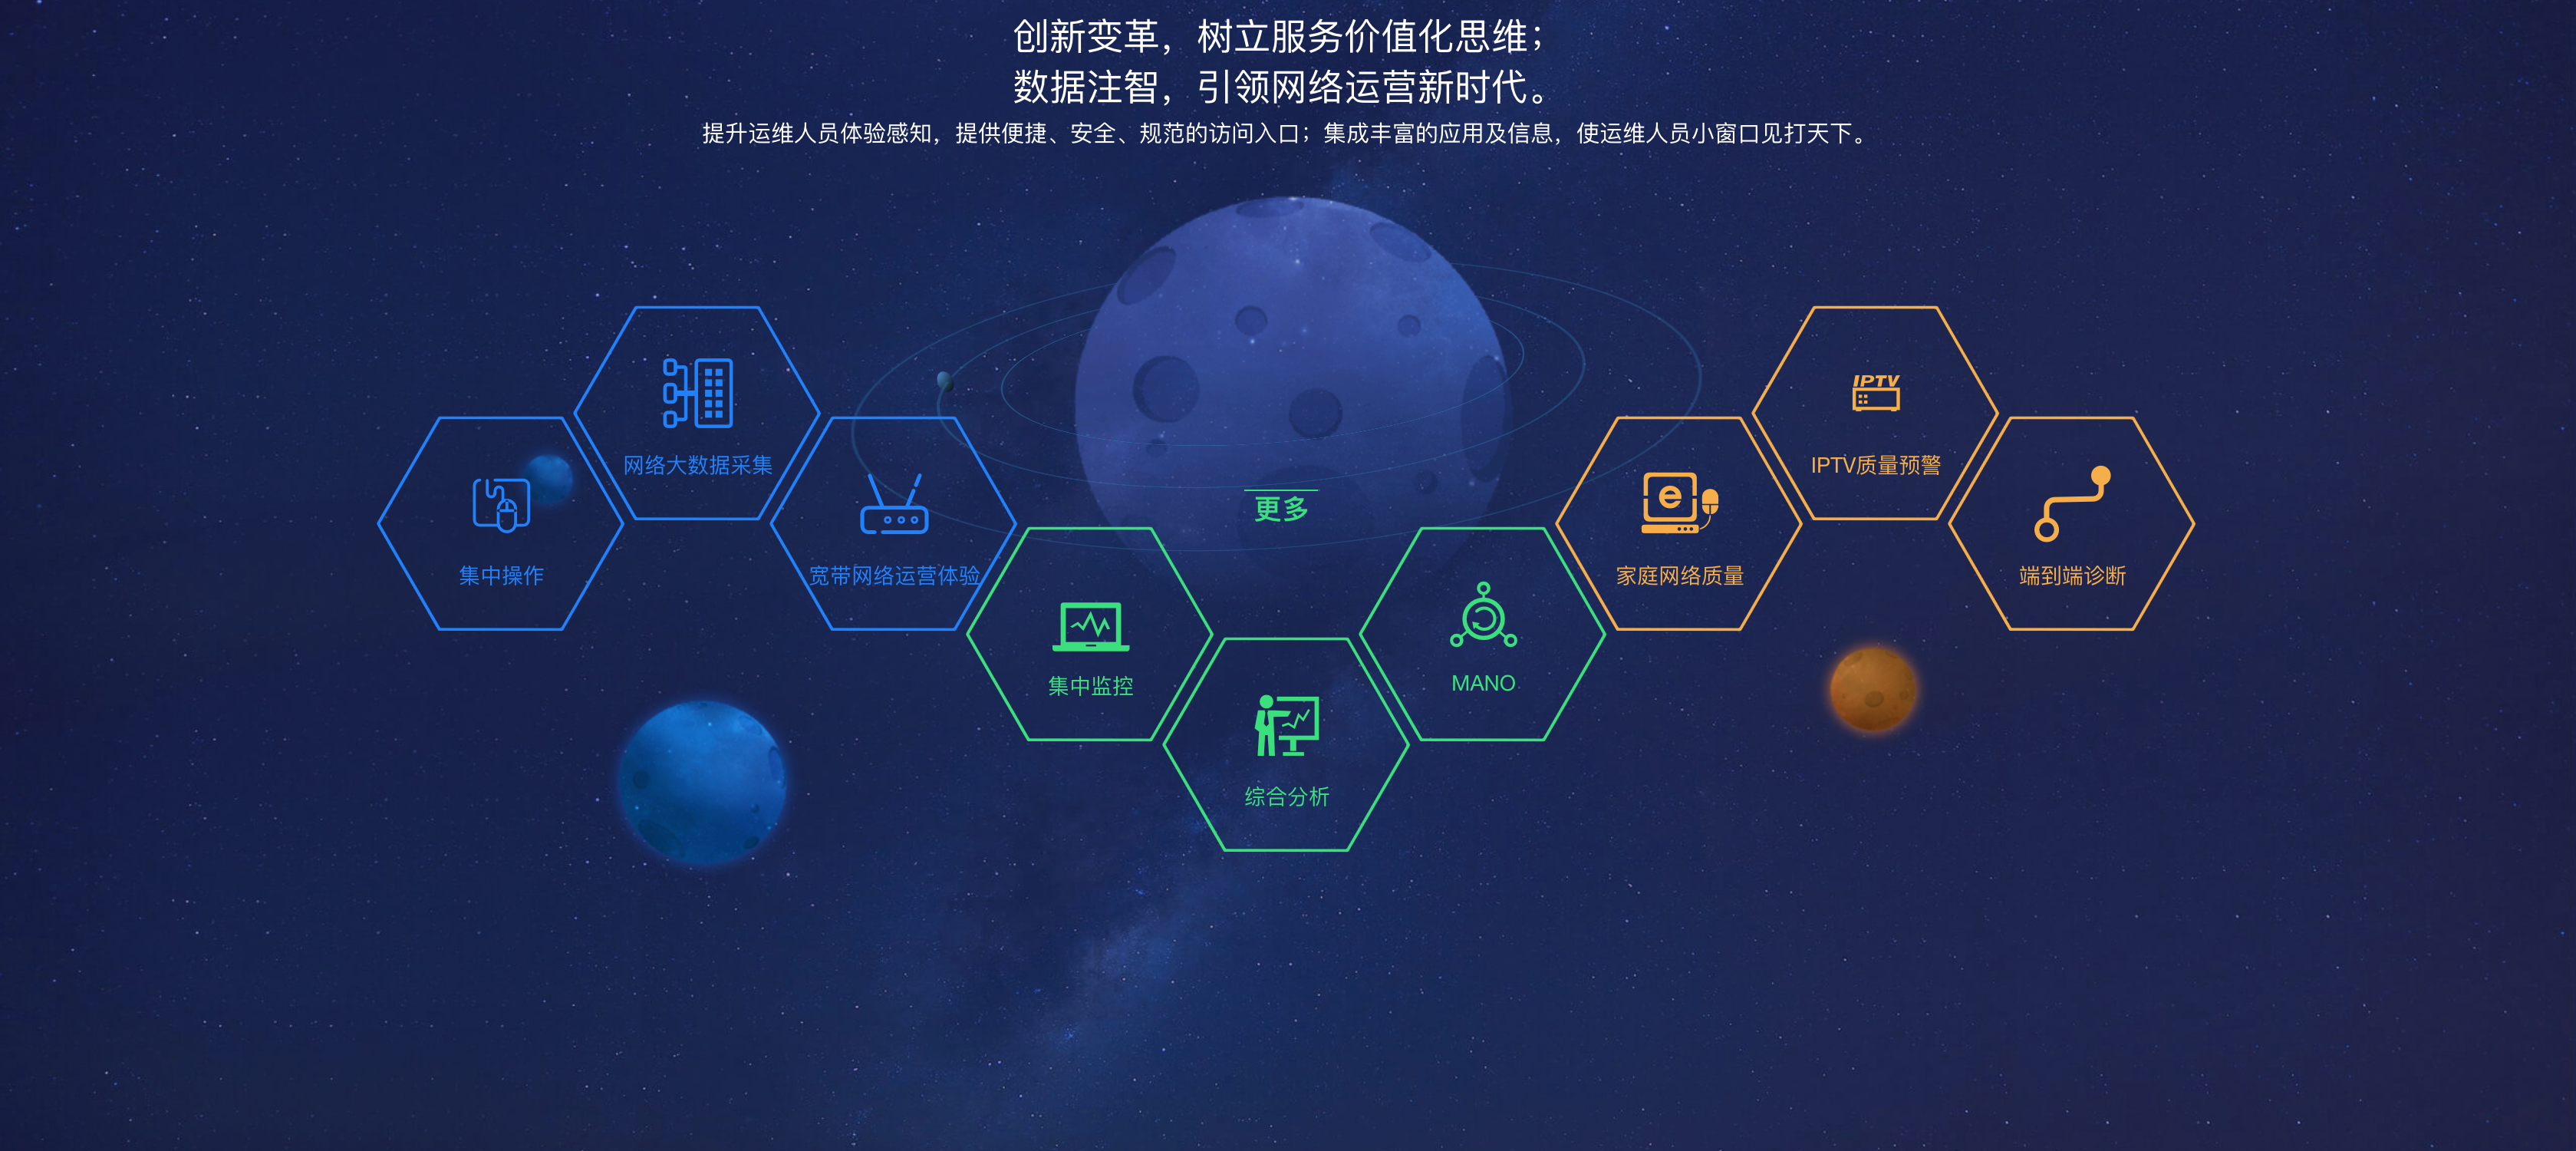 创新变革，树立服务价值化思维；
数据注智，引领网络运营新时代。
提升运维人员体验感知，提供便捷、安全、规范的访问入口；集成丰富的应用及信息，使运维人员小窗口见打天下。
IPTV
网络大数据采集
IPTV质量预警
e
更多
集中操作
宽带网络运营体验
家庭网络质量
端到端诊断
集中监控
MANO
综合分析